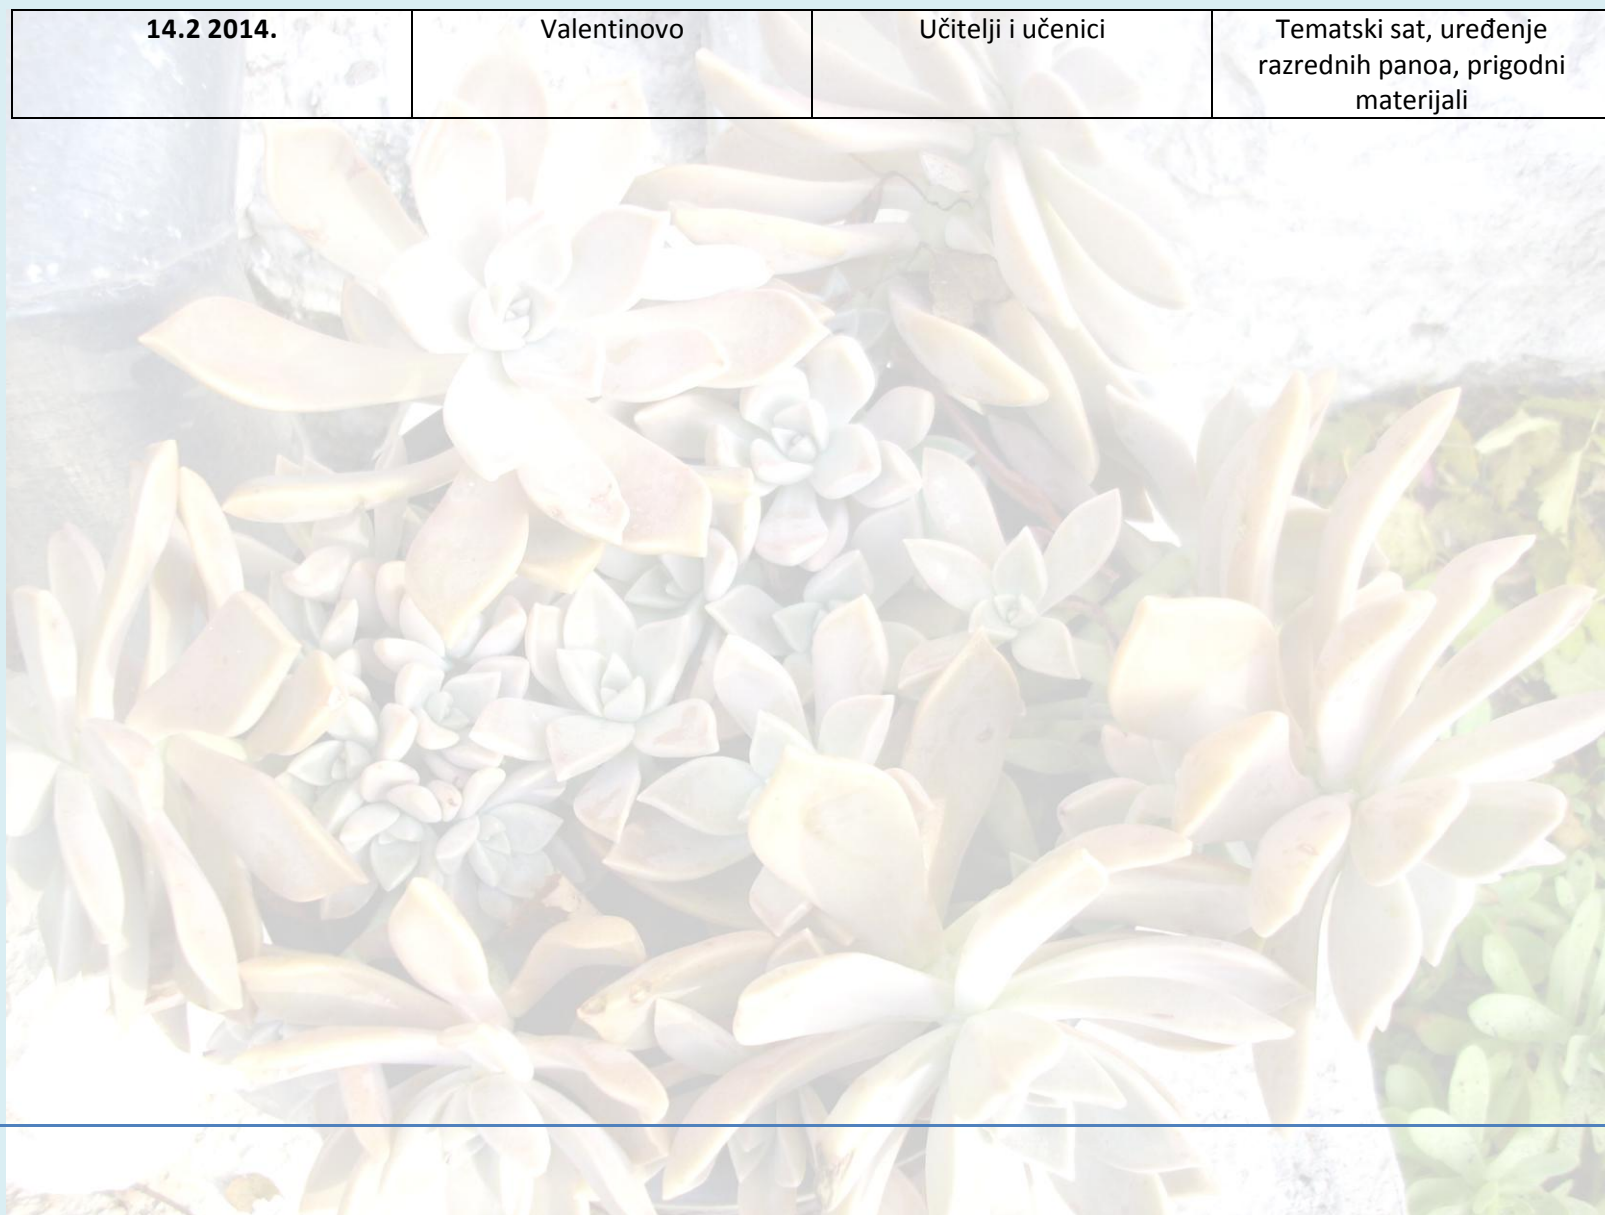 14.2 2014.
Valentinovo
Učitelji i učenici
Tematski sat, uređenje
razrednih panoa, prigodni
materijali